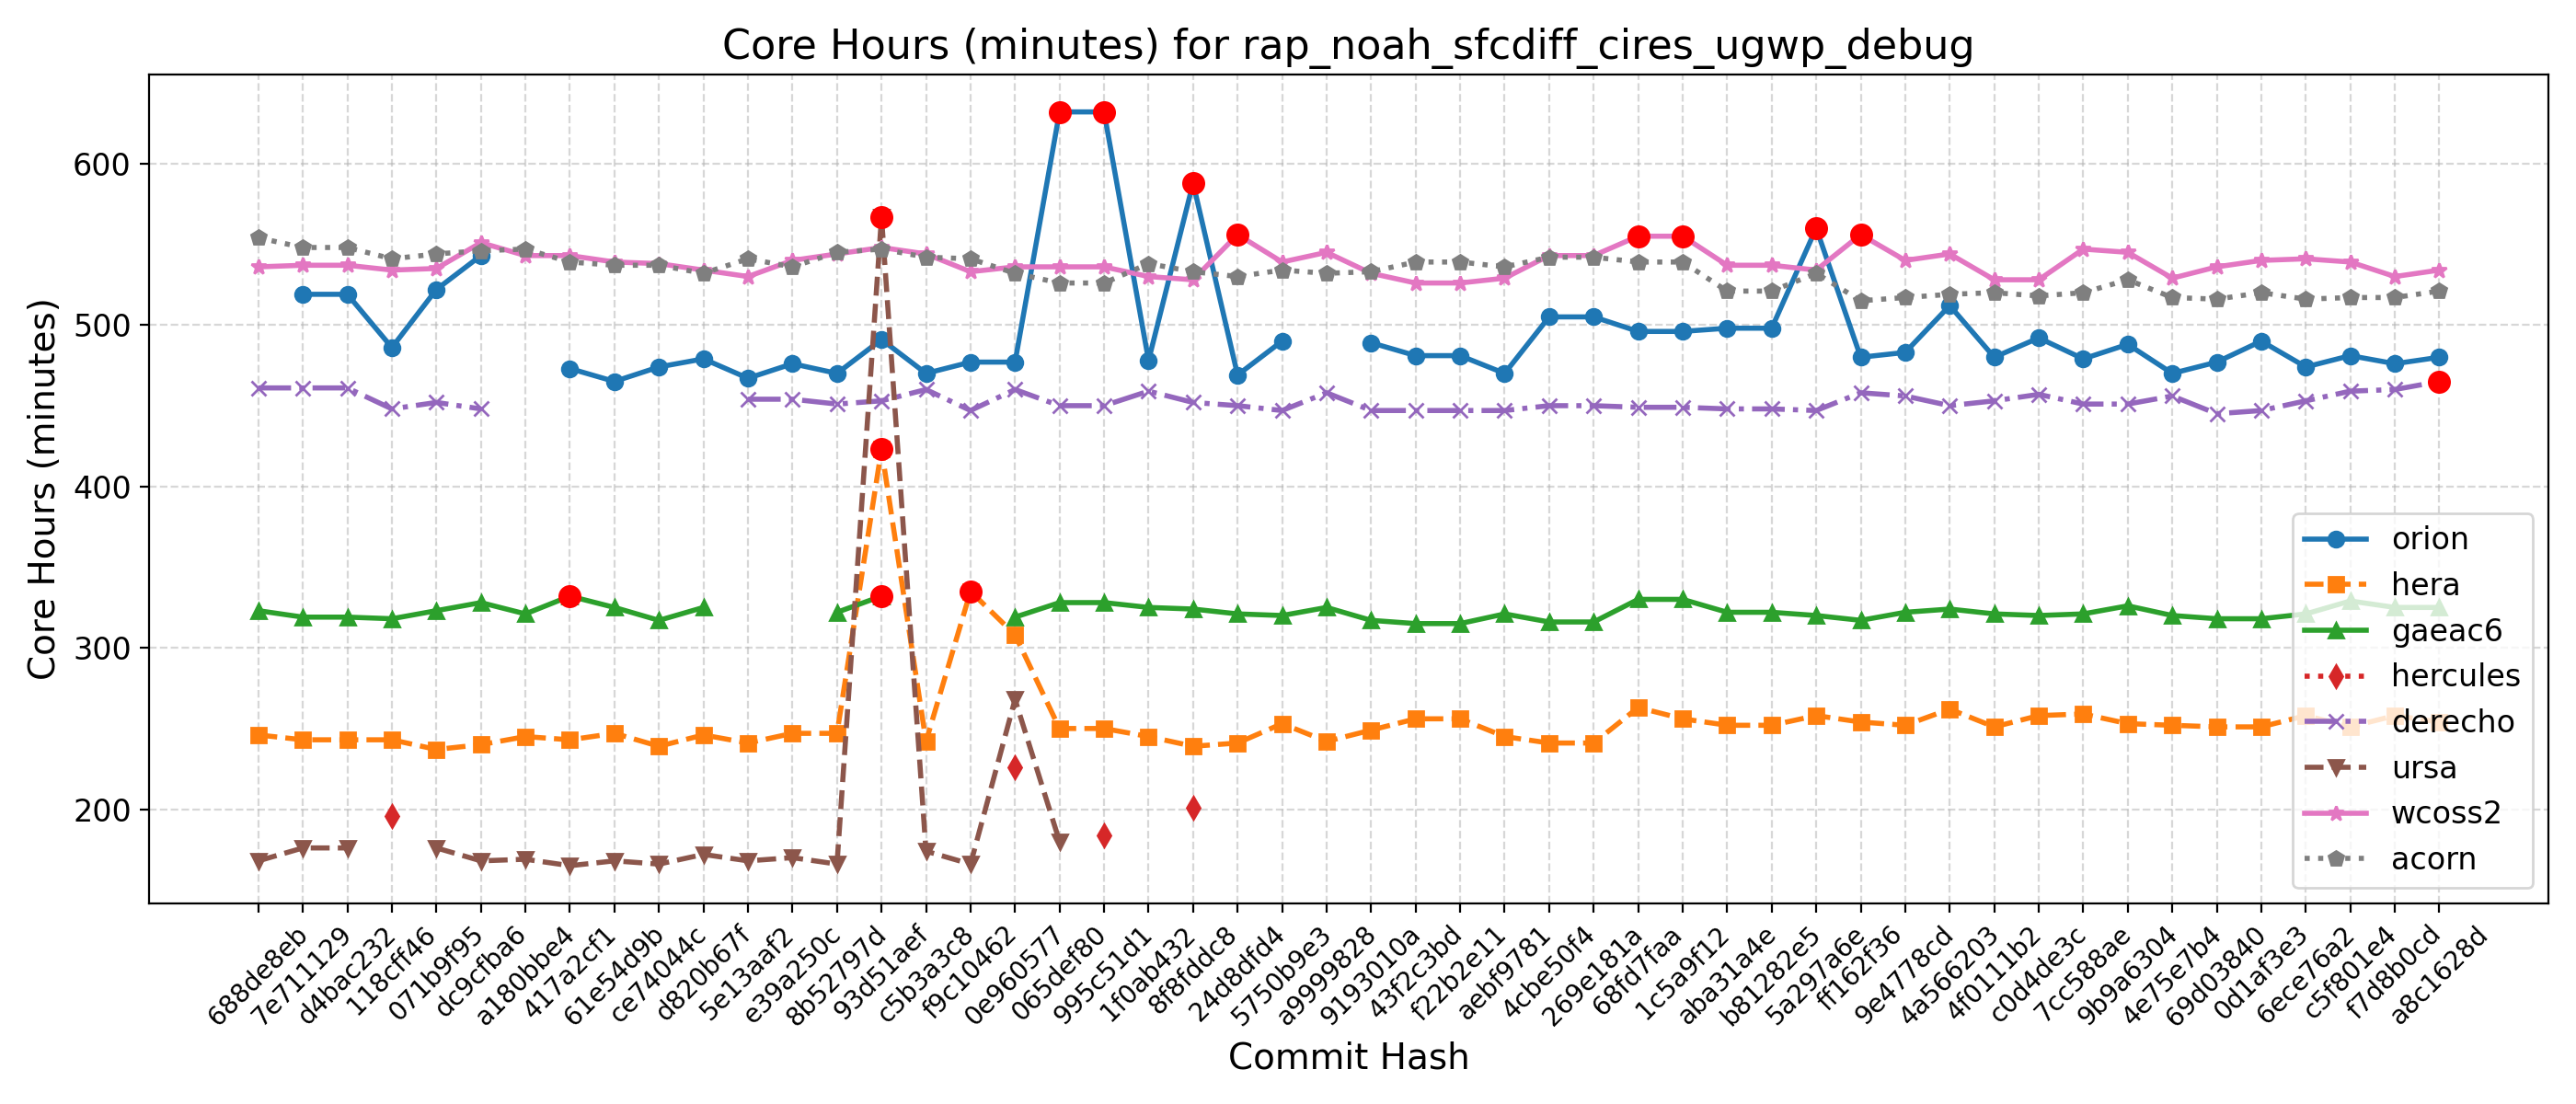 Core Hours (minutes) for rap_noah_sfcdiff_cires_ugwp_debug
Core Hours (minutes)
600
500
400
300
200
orion
hera
gaeac6
hercules
derecho
ursa
wcoss2
acorn
688de8eb
7e711129
d4bac232
118cff46
071b9f95
dc9cfba6
a180bbe4
417a2cf1
61e54d9b
ce74044c
d820b67f
5e13aaf2
e39a250c
8b52797d
93d51aef
c5b3a3c8
f9c10462
0e960577
065def80
995c51d1
1f0ab432
8f8fddc8
24d8dfd4
5750b9e3
a9999828
9193010a
43f2c3bd
f22b2e11
aebf9781
4cbe50f4
269e181a
68fd7faa
1c5a9f12
aba31a4e
b81282e5
5a297a6e
ff162f36
9e4778cd
4a566203
4f0111b2
c0d4de3c
7cc588ae
9b9a6304
4e75e7b4
69d03840
0d1af3e3
6ece76a2
c5f801e4
f7d8b0cd
a8c1628d
Commit Hash